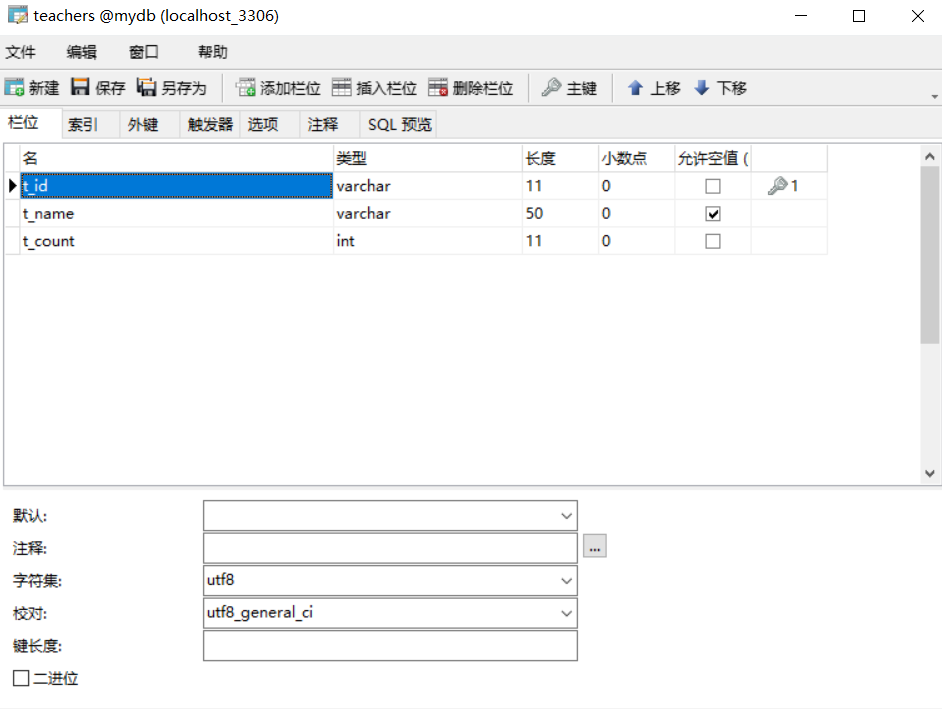 teachers @mydb (localhost_3306)
文件 编辑 窗口 帮助
新建 保存 另存为 添加栏位 插入栏位 删除栏位 主键 上移 下移
栏位 索引 外键 触发器 选项 注释 SQL 预览
名 类型 长度 小数点 允许空值 (
t_id varchar 11 0 1
t_name varchar 50 0
t_count int 11 0
默认:
注释: ...
字符集: utf8
校对: utf8_general_ci
键长度:
二进位